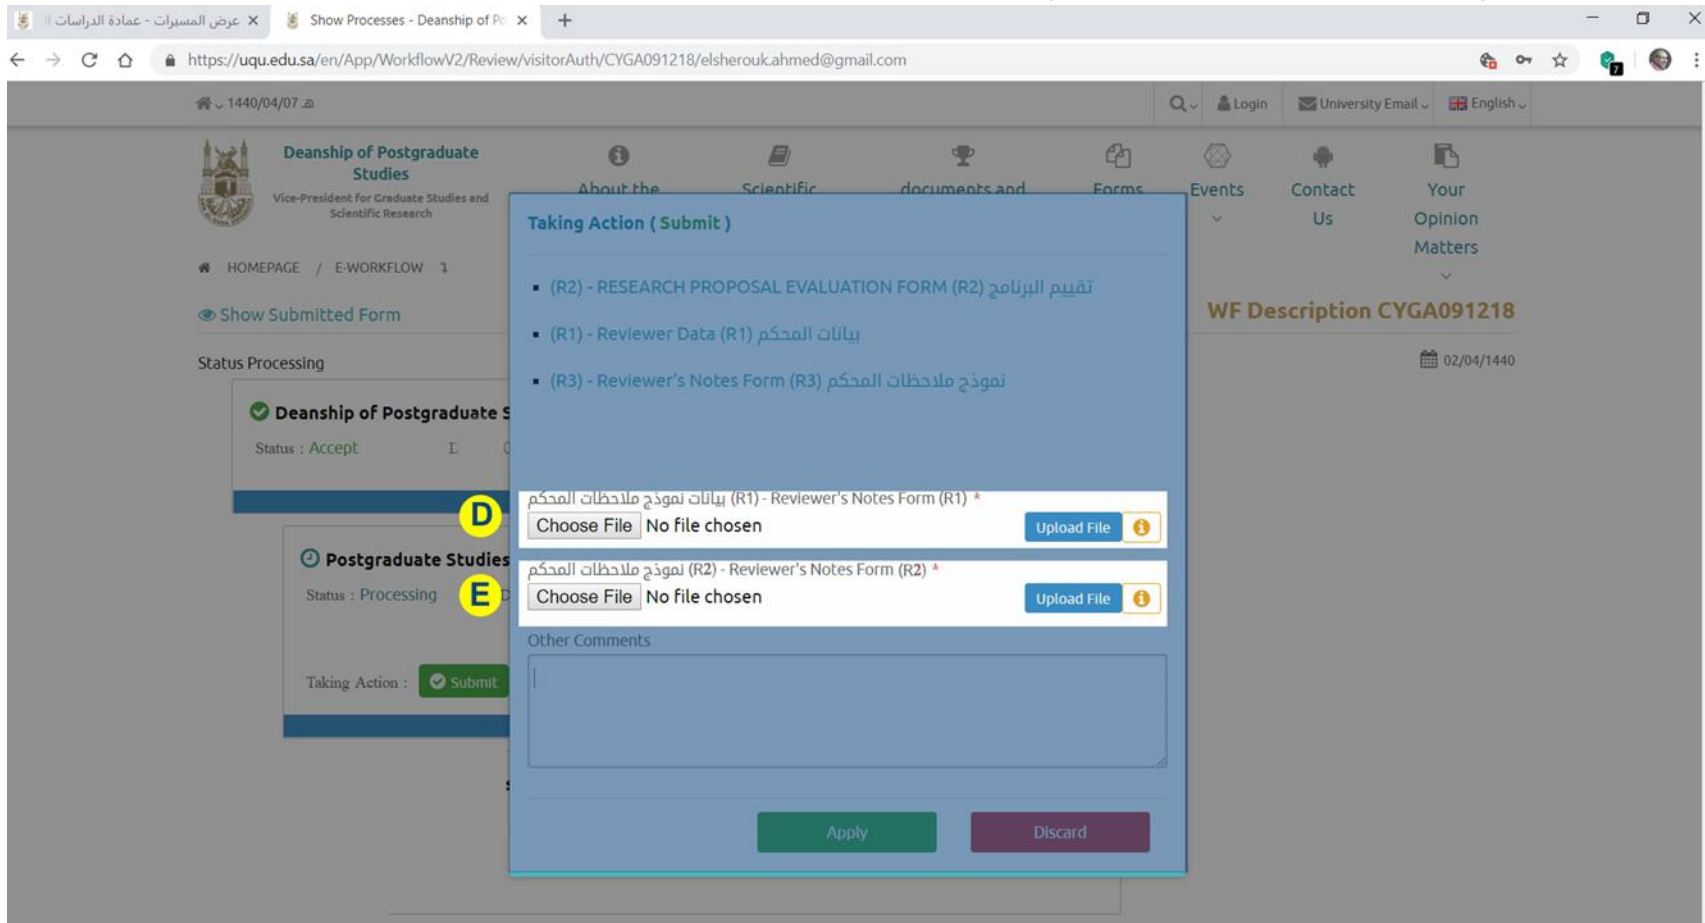 عرض المسيرات - عمادة الدراسات ال
Show Processes - Deanship of Po
https://uqu.edu.sa/en/App/WorkflowV2/Review/visitorAuth/CYGA091218/elsherouk.ahmed@gmail.com
7
1440/04/07 هـ
Login
University Email
English
Deanship of Postgraduate
Studies
Vice-President for Graduate Studies and
Scientific Research
About the
Scientific
documents and
Forms
Events
Contact
Us
Your
Opinion
Matters
HOMEPAGE / E-WORKFLOW
Show Submitted Form
WF Description CYGA091218
Status Processing
02/04/1440
Deanship of Postgraduate S
Status : Accept
Postgraduate Studies
Status : Processing
Taking Action : Submit
Taking Action ( Submit )
(R2) - RESEARCH PROPOSAL EVALUATION FORM (R2) تقييم البرنامج
(R1) - Reviewer Data (R1) بيانات المحكم
(R3) - Reviewer's Notes Form (R3) نموذج ملاحظات المحكم
D
بيانات نموذج ملاحظات المحكم (R1) - Reviewer's Notes Form (R1) *
Choose File No file chosen Upload File
E
نموذج ملاحظات المحكم (R2) - Reviewer's Notes Form (R2) *
Choose File No file chosen Upload File
Other Comments
Apply
Discard